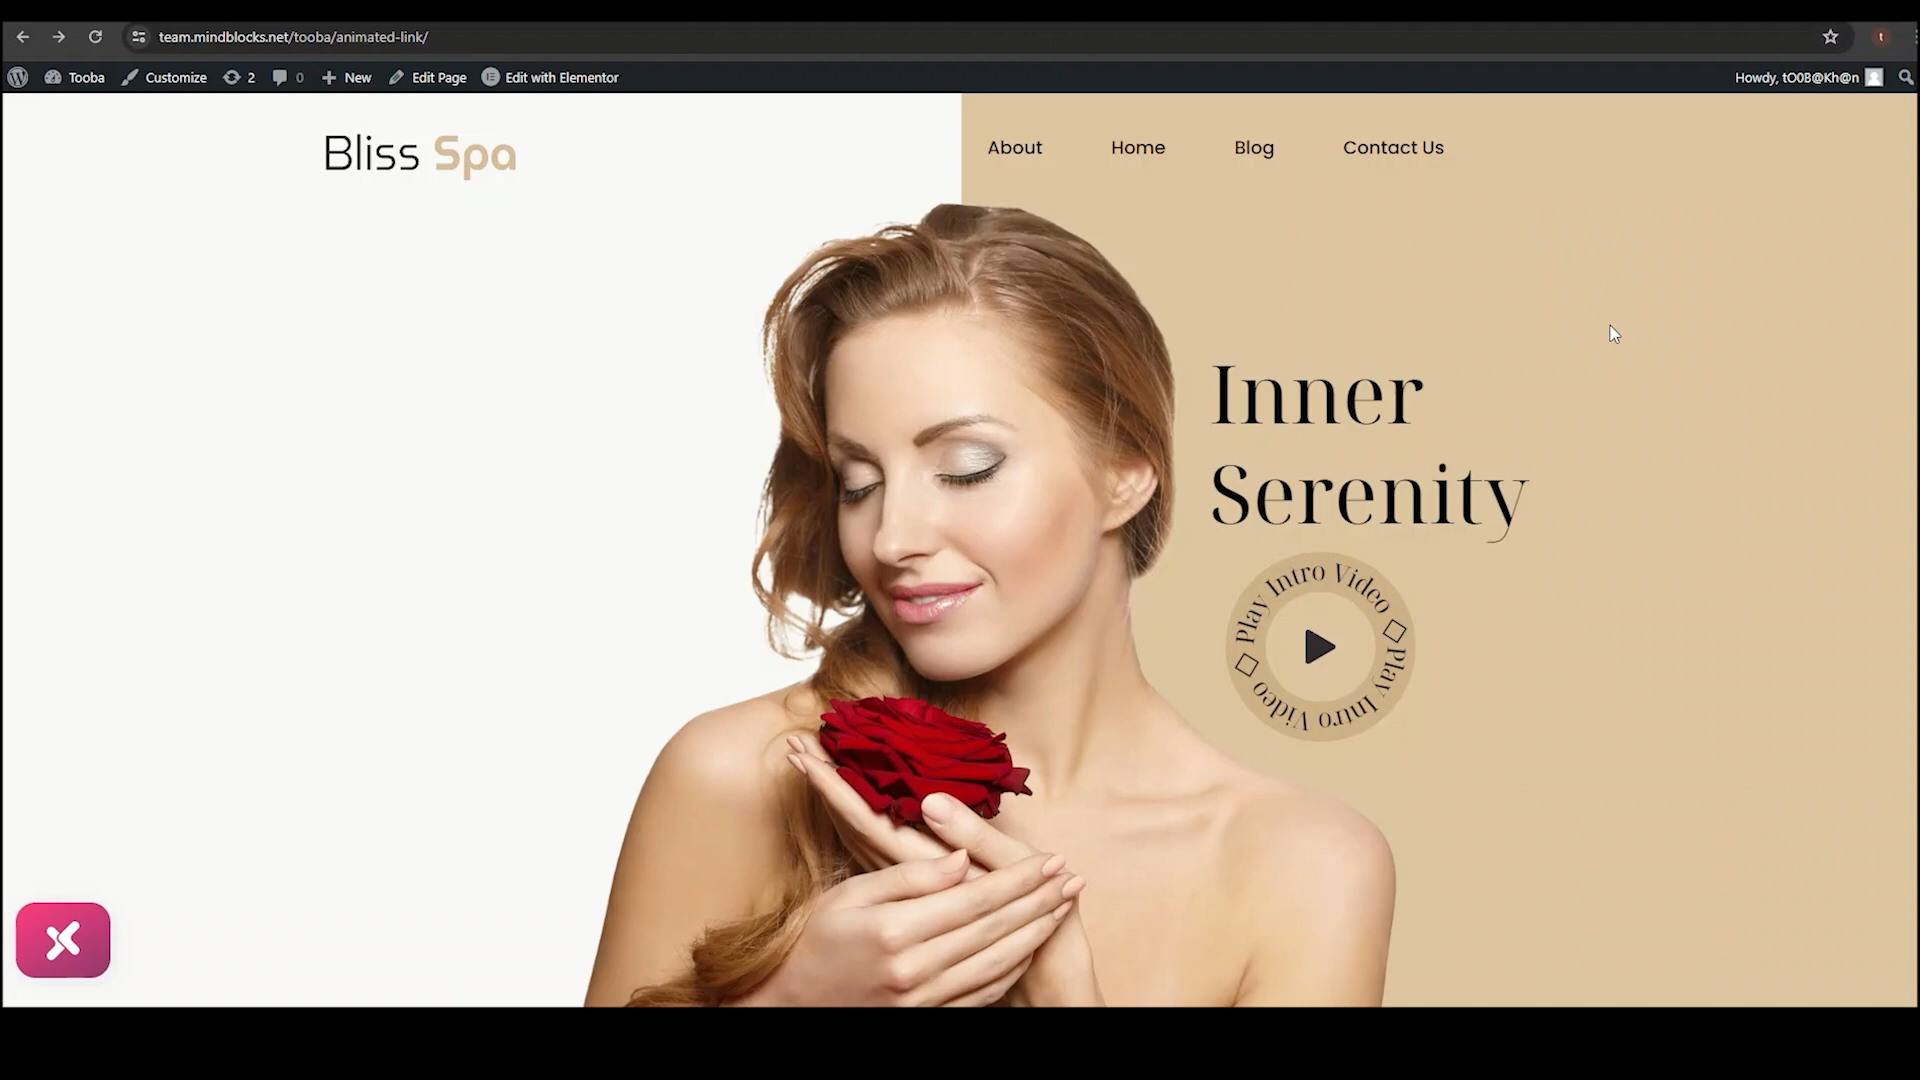 team.mindblocks.net/tooba/animated-link/
t
Tooba Customize 2 0 New Edit Page Edit with Elementor
Howdy, tO0B@Kh@n
Bliss Spa
About Home Blog Contact Us
Inner
Serenity
Play Intro Video ◇ Play Intro Video ◇